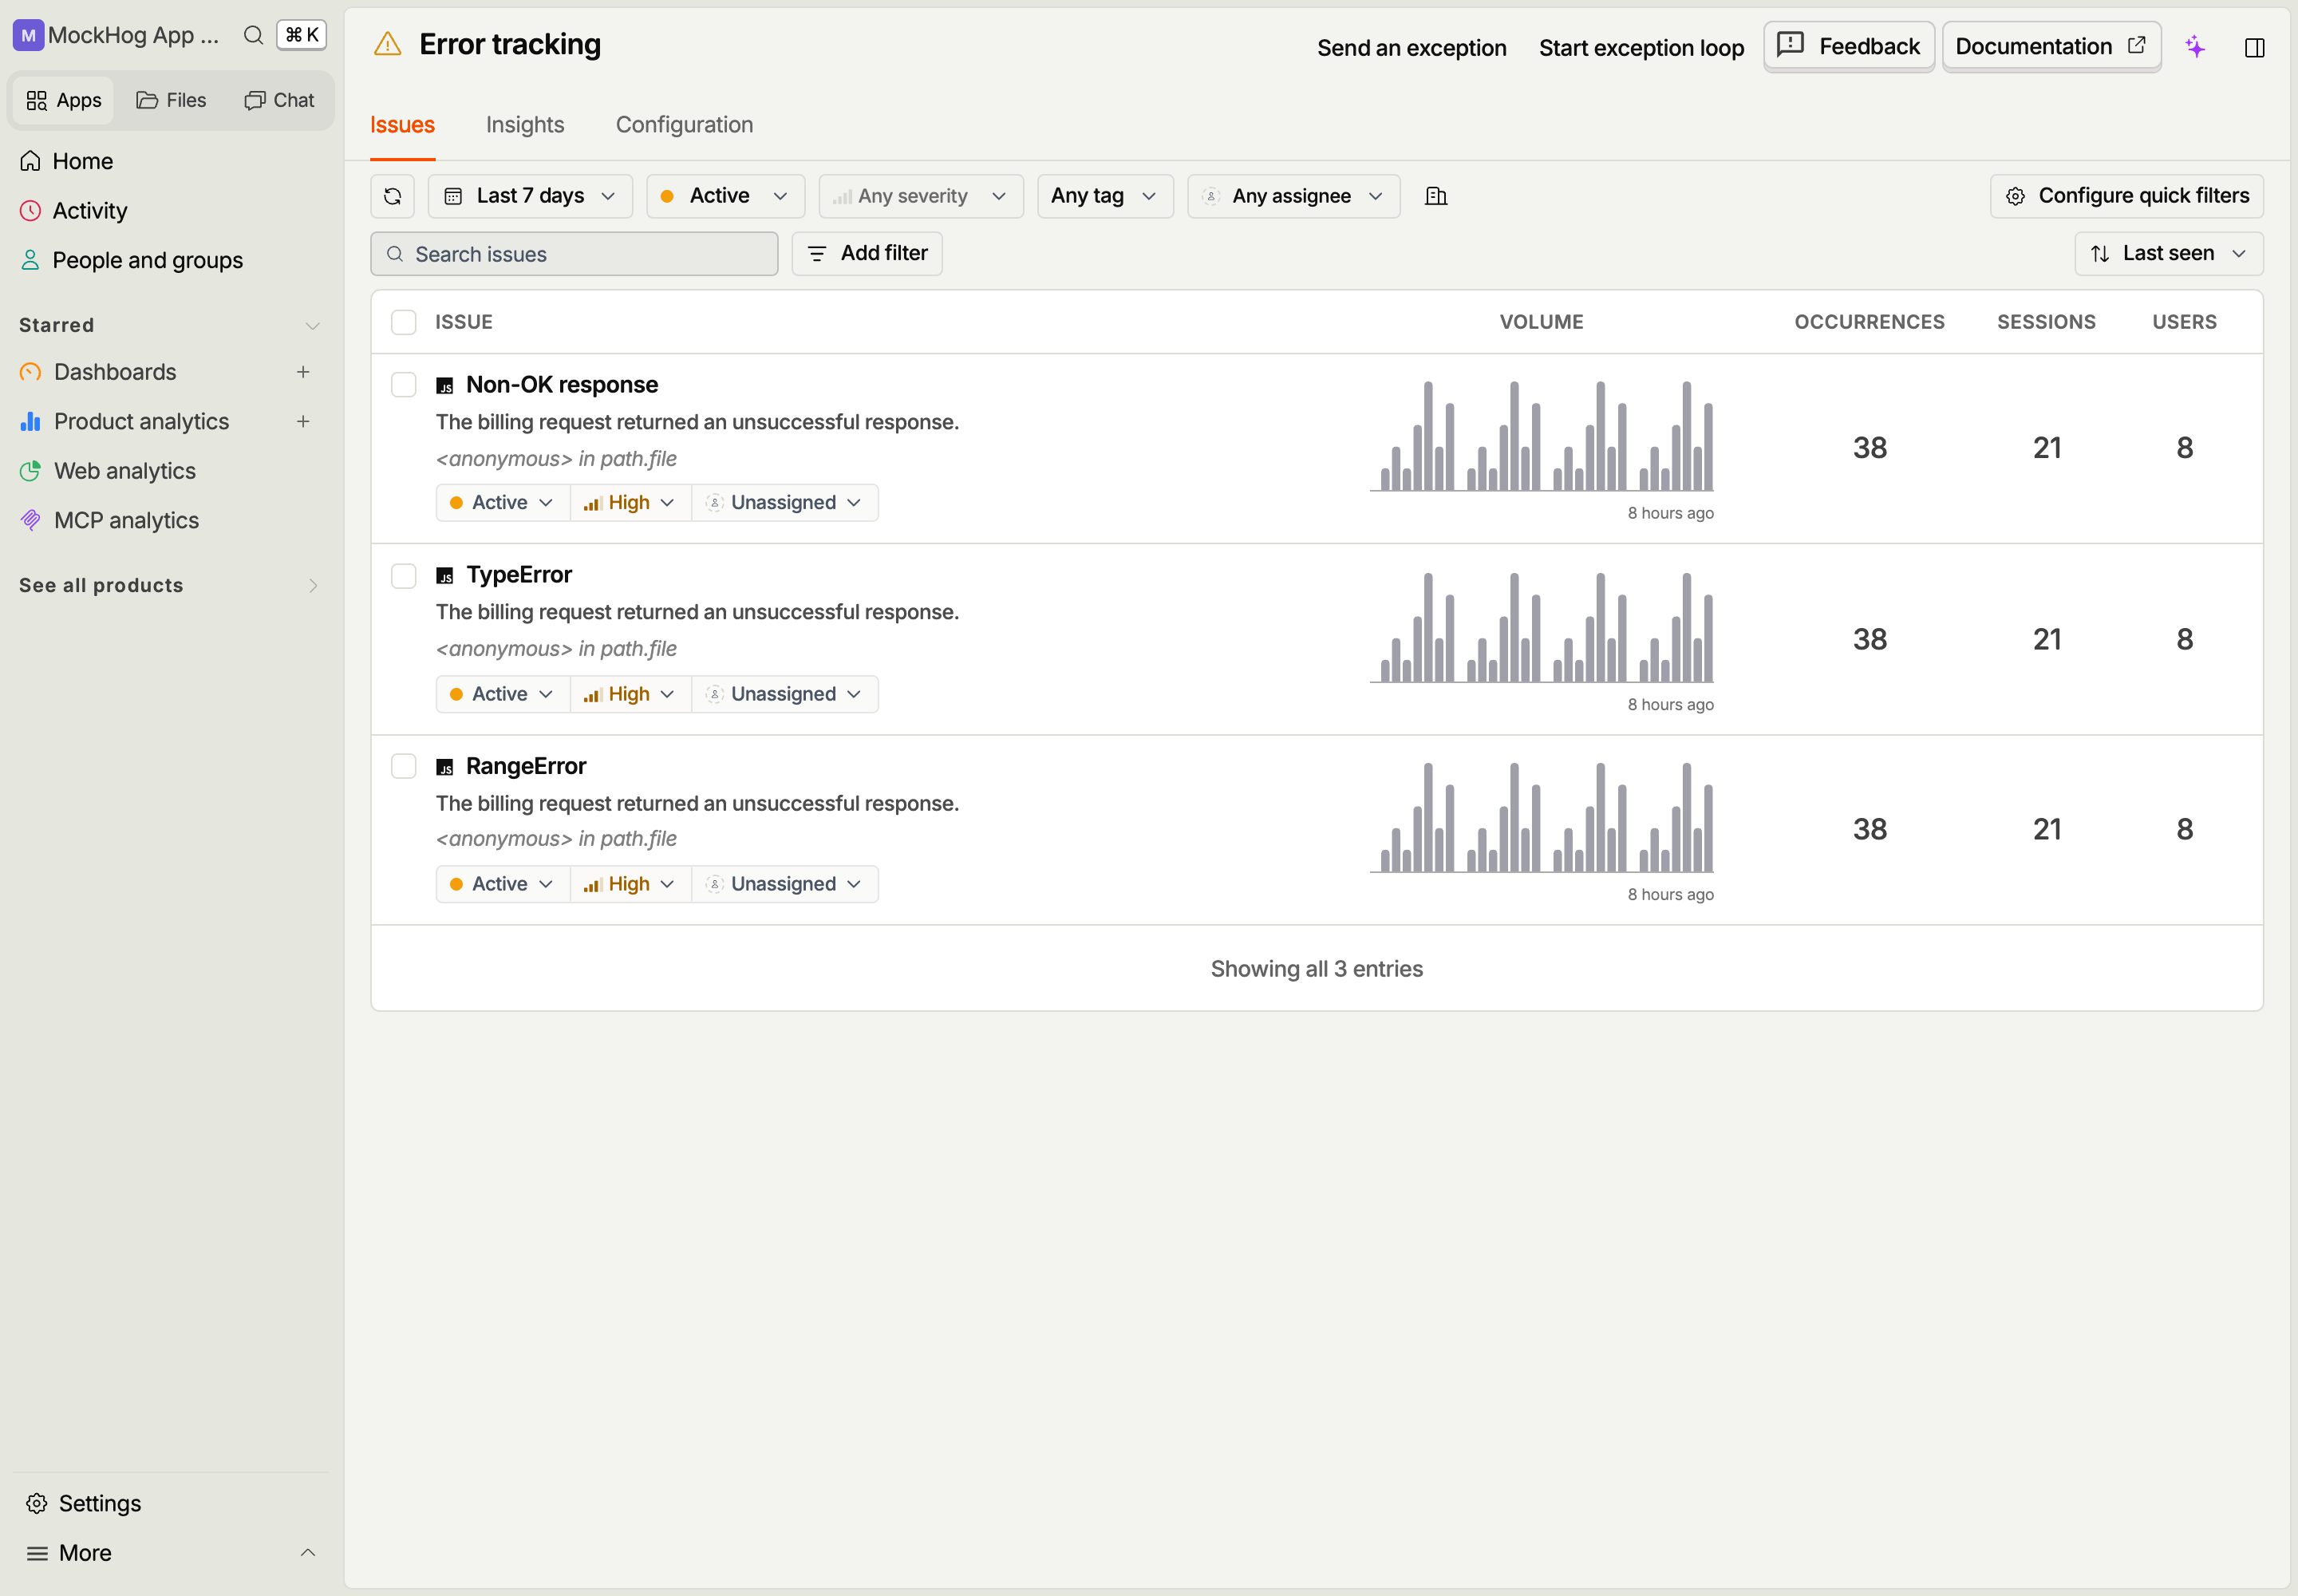 M MockHog App ... ⌘ K
Apps Files Chat
Home
Activity
People and groups
Starred
Dashboards
Product analytics
Web analytics
MCP analytics
See all products
Settings
More
Error tracking
Send an exception Start exception loop Feedback Documentation
Issues Insights Configuration
Last 7 days Active Any severity Any tag Any assignee Configure quick filters
Search issues Add filter Last seen
ISSUE VOLUME OCCURRENCES SESSIONS USERS
JS Non-OK response
The billing request returned an unsuccessful response.
<anonymous> in path.file
Active High Unassigned
8 hours ago
38 21 8
JS TypeError
The billing request returned an unsuccessful response.
<anonymous> in path.file
Active High Unassigned
8 hours ago
38 21 8
JS RangeError
The billing request returned an unsuccessful response.
<anonymous> in path.file
Active High Unassigned
8 hours ago
38 21 8
Showing all 3 entries